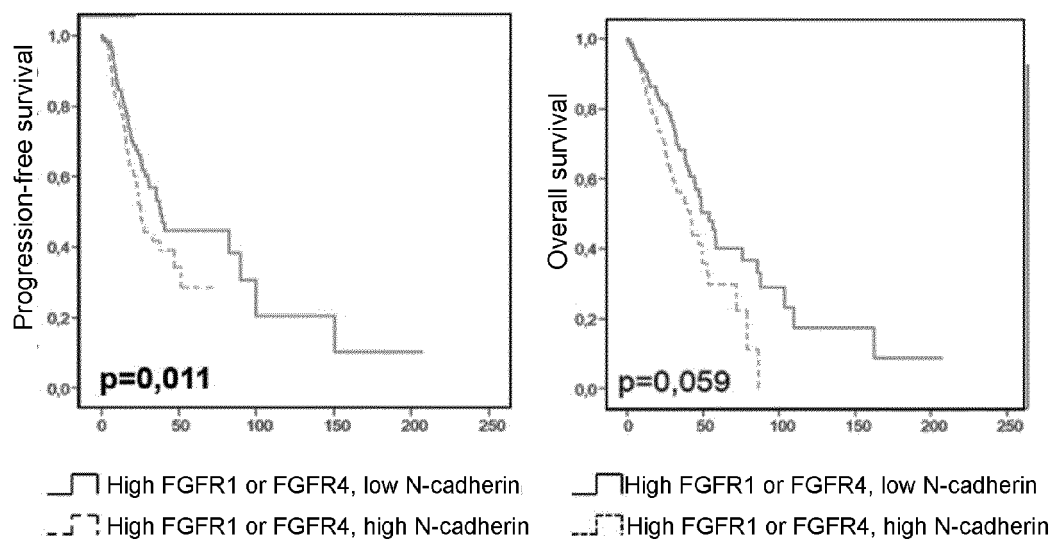 Progression-free survival
1,0
0,8
0,6
0,4
0,2
0,0
p=0,011
0 50 100 150 200 250
High FGFR1 or FGFR4, low N-cadherin
High FGFR1 or FGFR4, high N-cadherin
Overall survival
1,0
0,8
0,6
0,4
0,2
0,0
p=0,059
0 50 100 150 200 250
High FGFR1 or FGFR4, low N-cadherin
High FGFR1 or FGFR4, high N-cadherin